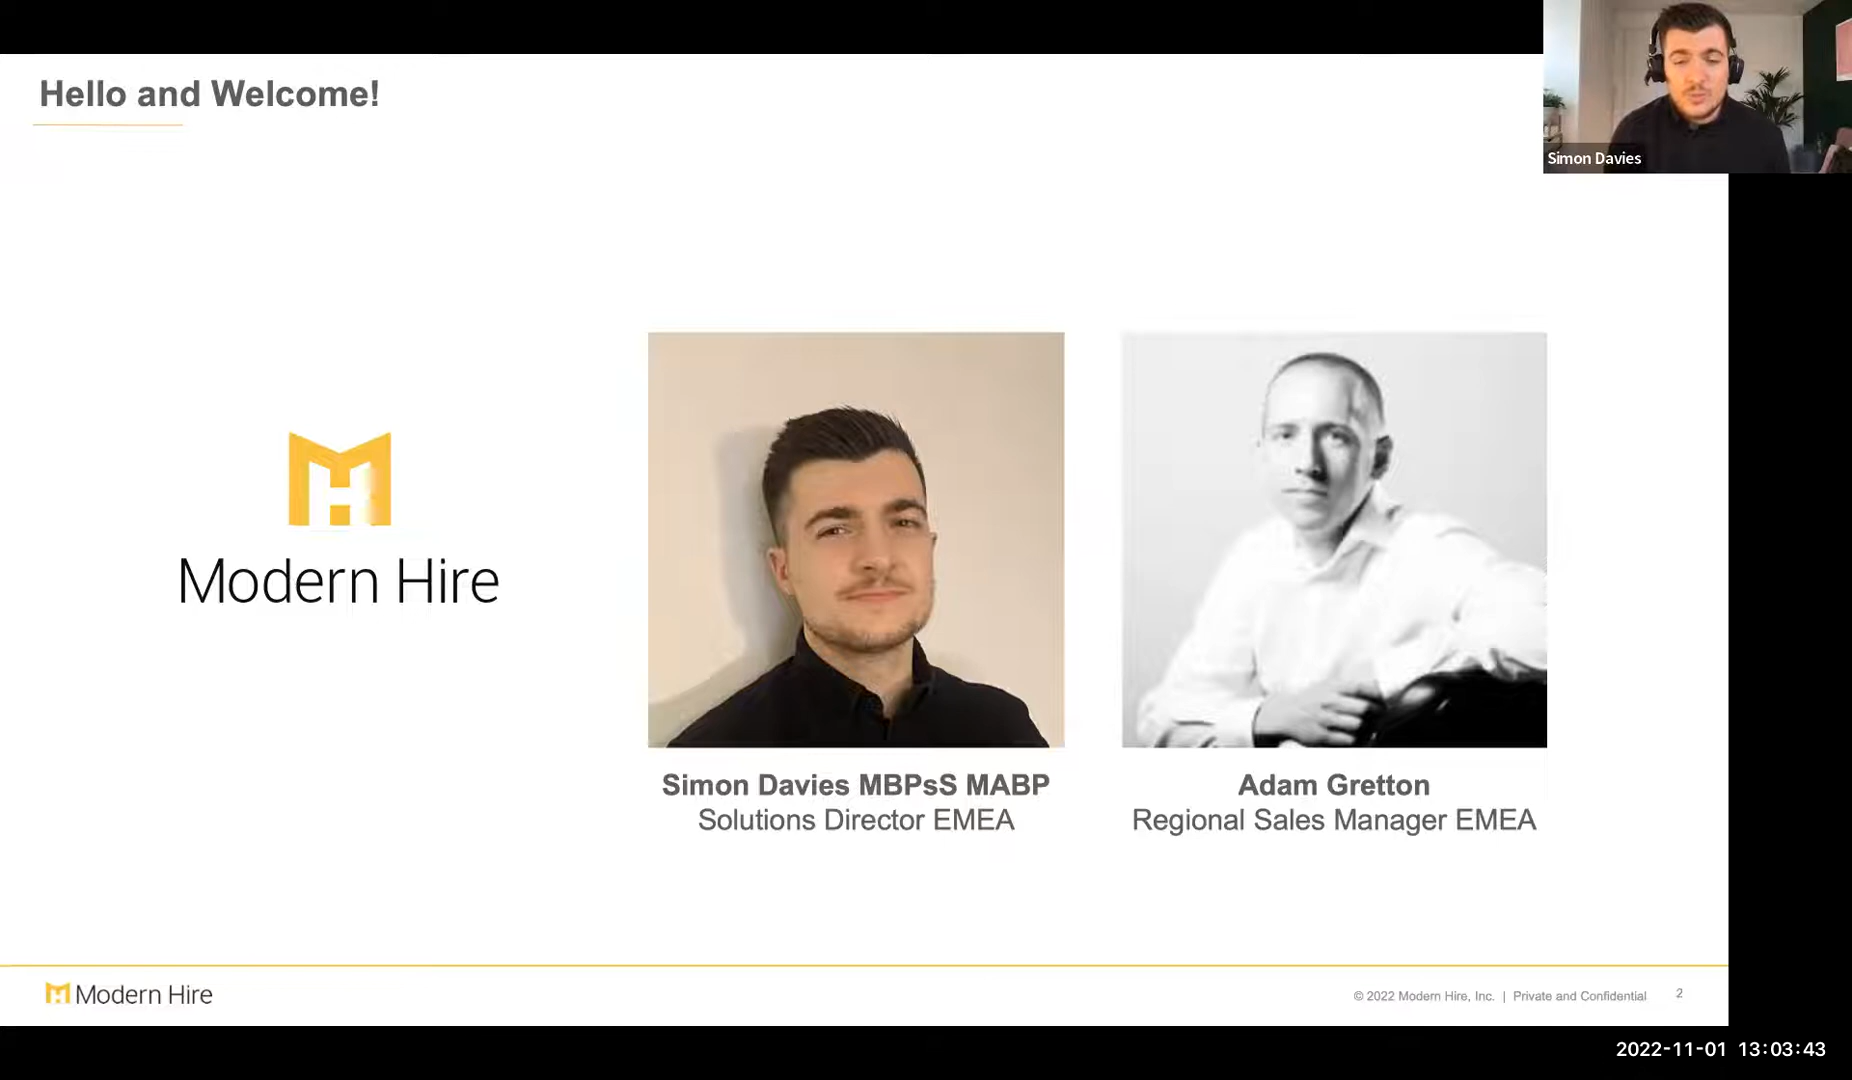 Hello and Welcome!
Simon Davies
Modern Hire
Simon Davies MBPsS MABP
Solutions Director EMEA
Adam Gretton
Regional Sales Manager EMEA
Modern Hire
© 2022 Modern Hire, Inc. | Private and Confidential 2
2022-11-01 13:03:43